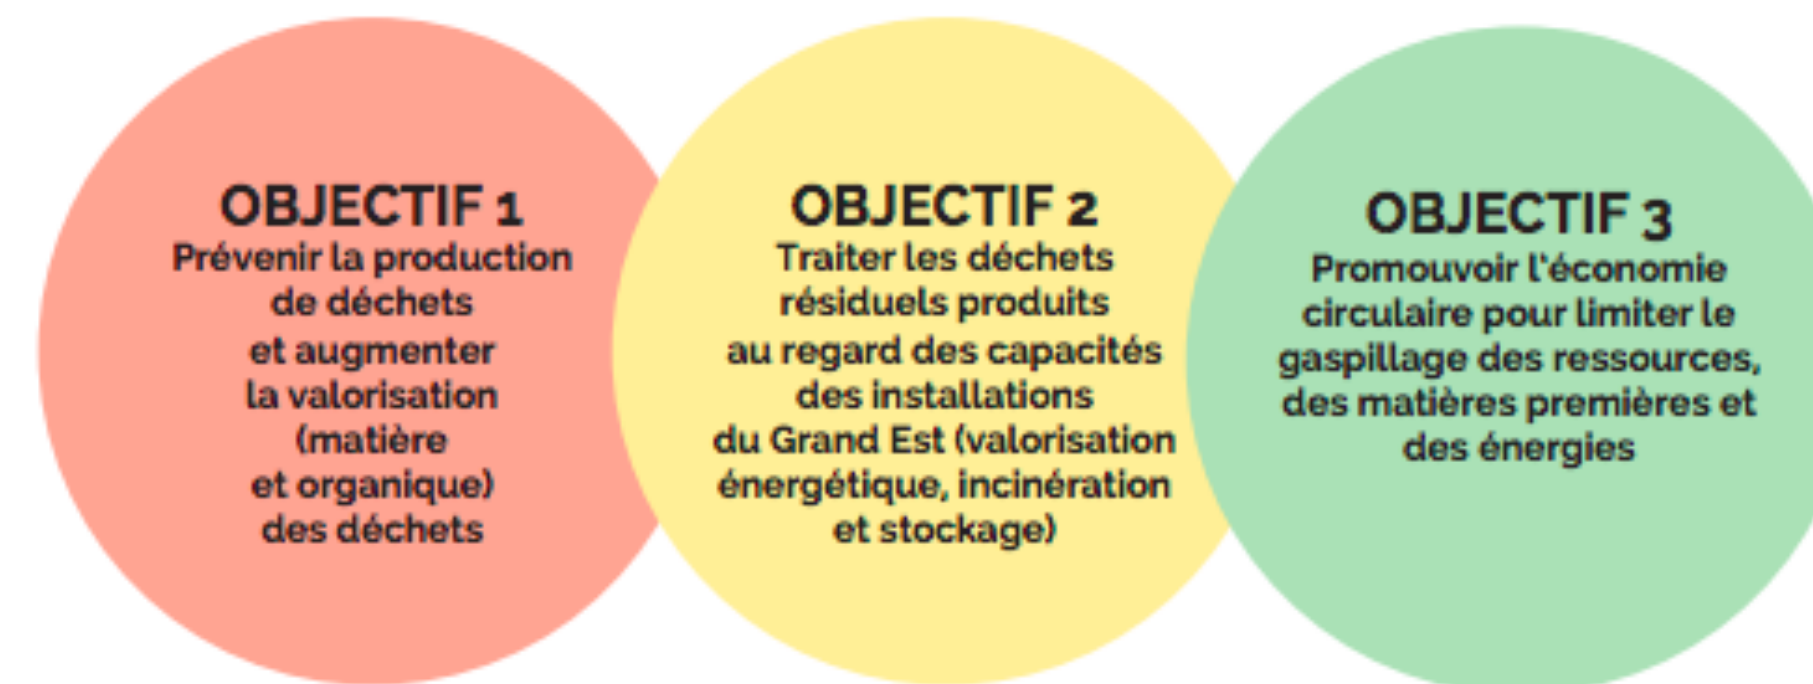 OBJECTIF 1
Prévenir la production
de déchets
et augmenter
la valorisation
(matière
et organique)
des déchets
OBJECTIF 2
Traiter les déchets
résiduels produits
au regard des capacités
des installations
du Grand Est (valorisation
énergétique, incinération
et stockage)
OBJECTIF 3
Promouvoir l'économie
circulaire pour limiter le
gaspillage des ressources,
des matières premières et
des énergies